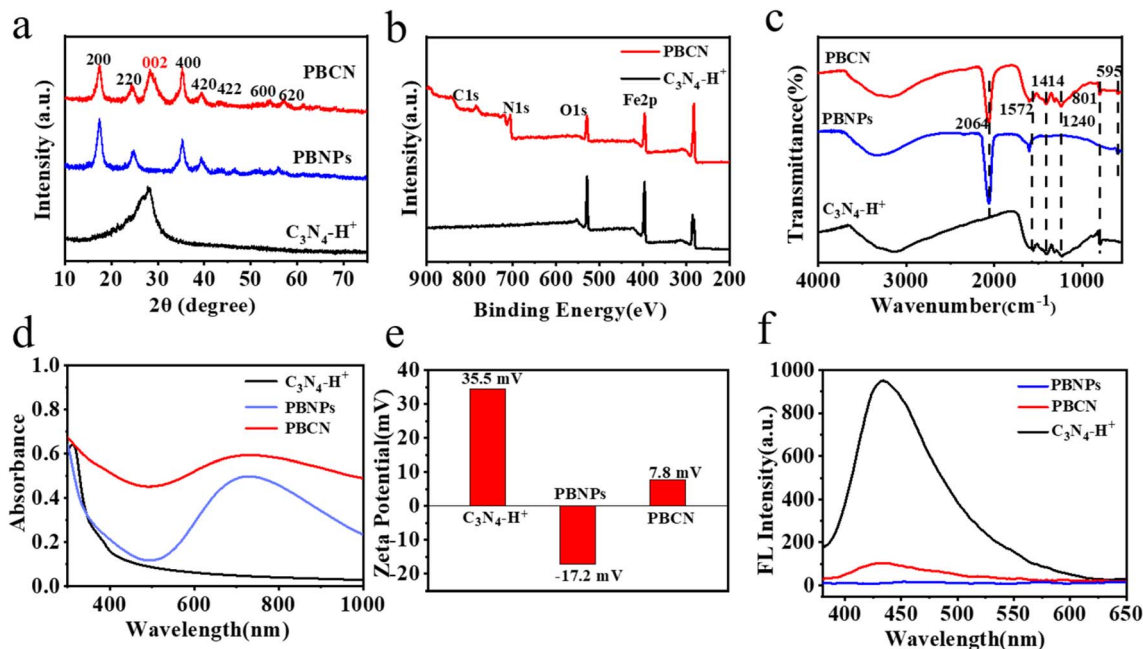 a
200
220
002
400
420
422
600
620
PBCN
PBNPs
C₃N₄-H⁺
Intensity (a.u.)
10 20 30 40 50 60 70
2θ (degree)
b
PBCN
C₃N₄-H⁺
C1s
N1s
O1s
Fe2p
Intensity(a.u.)
900 800 700 600 500 400 300 200
Binding Energy(eV)
c
PBCN
PBNPs
C₃N₄-H⁺
2064
1572
1414
1240
801
595
Transmittance(%)
4000 3000 2000 1000
Wavenumber(cm⁻¹)
d
C₃N₄-H⁺
PBNPs
PBCN
1.0
0.8
0.6
0.4
0.2
0.0
Absorbance
400 600 800 1000
Wavelength(nm)
e
40
30
20
10
0
-10
-20
Zeta Potential(mV)
35.5 mV
C₃N₄-H⁺
PBNPs
-17.2 mV
7.8 mV
PBCN
f
PBNPs
PBCN
C₃N₄-H⁺
1000
800
600
400
200
0
FL Intensity(a.u.)
400 450 500 550 600 650
Wavelength(nm)